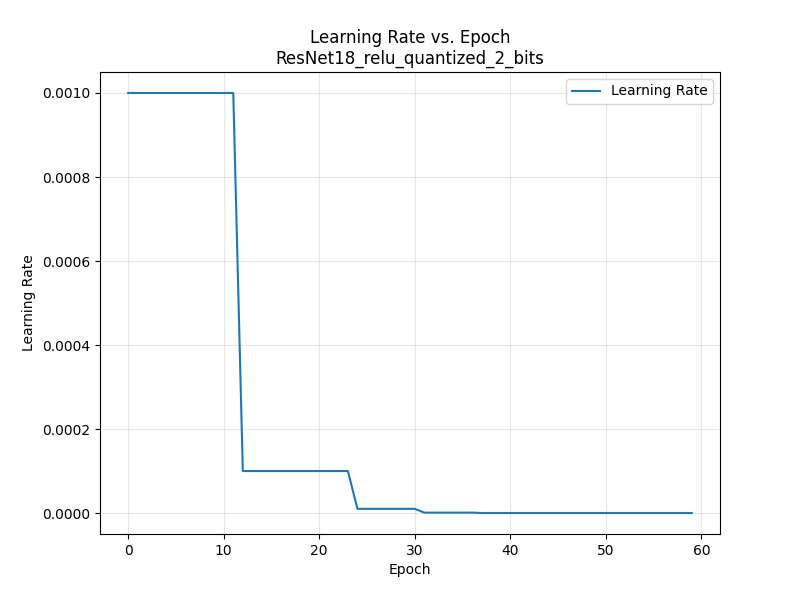 Learning Rate vs. Epoch
ResNet18_relu_quantized_2_bits
Learning Rate
0.0010
0.0008
0.0006
0.0004
0.0002
0.0000
Learning Rate
0 10 20 30 40 50 60
Epoch